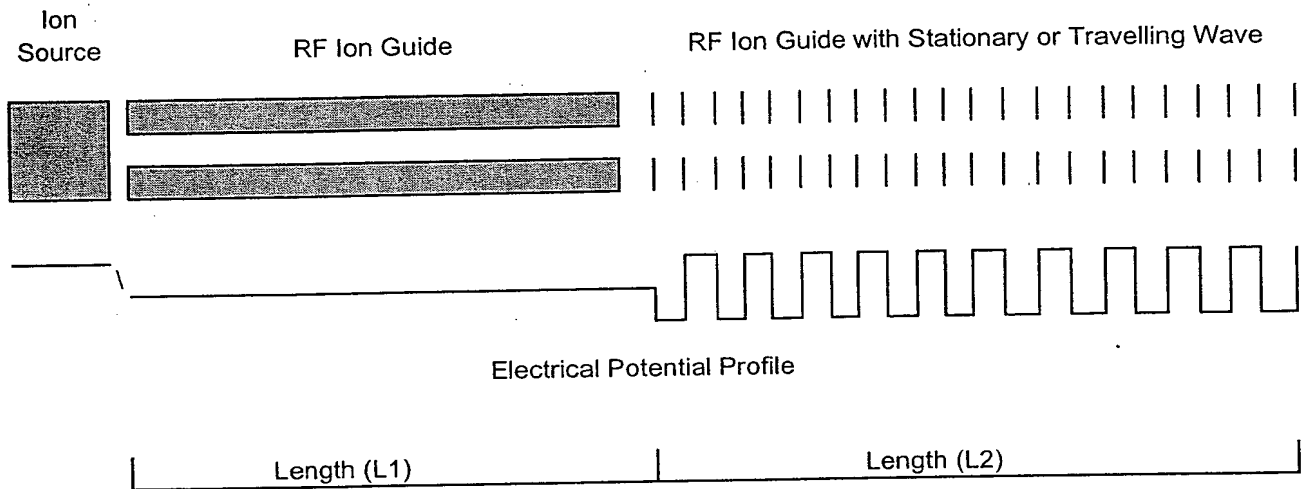 Ion
Source
RF Ion Guide
RF Ion Guide with Stationary or Travelling Wave
Electrical Potential Profile
Length (L1)
Length (L2)